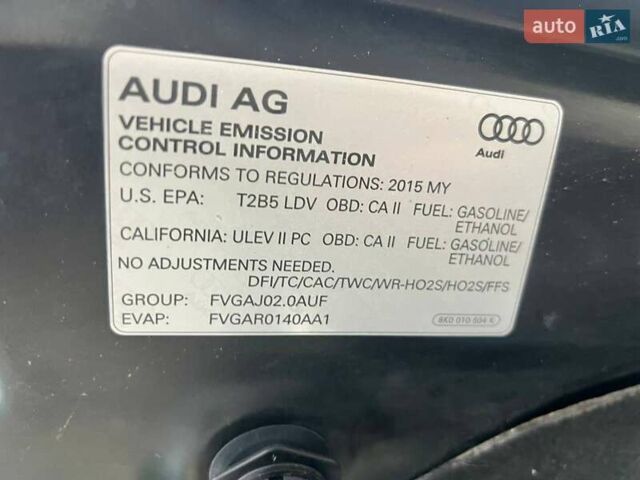 auto RIA
.com
AUDI AG
VEHICLE EMISSION
CONTROL INFORMATION
Audi
CONFORMS TO REGULATIONS: 2015 MY
U.S. EPA: T2B5 LDV OBD: CA II FUEL: GASOLINE/
ETHANOL
CALIFORNIA: ULEV II PC OBD: CA II FUEL: GASOLINE/
ETHANOL
NO ADJUSTMENTS NEEDED.
DFI/TC/CAC/TWC/WR-HO2S/HO2S/FFS
GROUP: FVGAJ02.0AUF
EVAP: FVGAR0140AA1
8K0 010 504 K